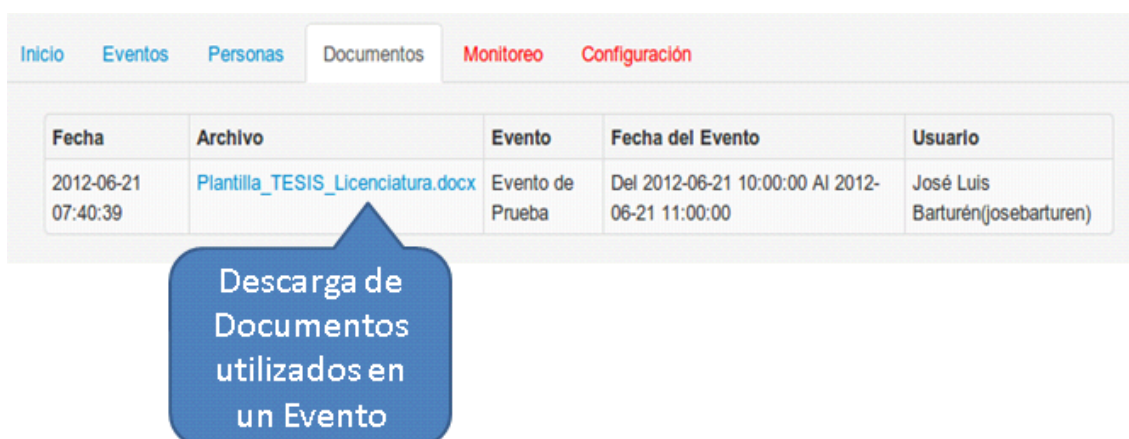 Inicio Eventos Personas Documentos Monitoreo Configuración
Fecha Archivo Evento Fecha del Evento Usuario
2012-06-21 Plantilla_TESIS_Licenciatura.docx Evento de Del 2012-06-21 10:00:00 Al 2012- José Luis
07:40:39 Prueba 06-21 11:00:00 Barturén(josebarturen)
Descarga de
Documentos
utilizados en
un Evento